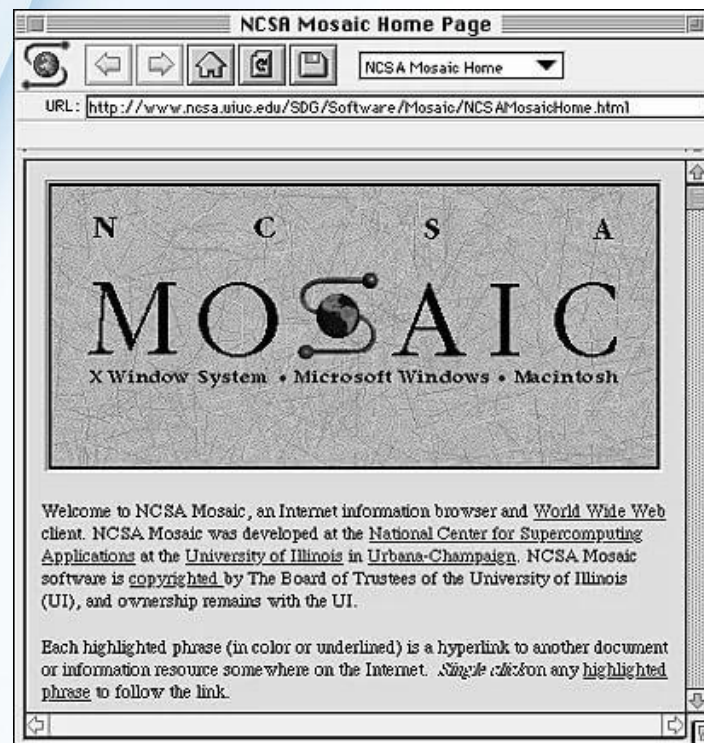 NCSA Mosaic Home Page
NCSA Mosaic Home
URL: http://www.ncsa.uiuc.edu/SDG/Software/Mosaic/NCSAMosaicHome.html
N C S A
MOSAIC
X Window System • Microsoft Windows • Macintosh
Welcome to NCSA Mosaic, an Internet information browser and World Wide Web
client. NCSA Mosaic was developed at the National Center for Supercomputing
Applications at the University of Illinois in Urbana-Champaign. NCSA Mosaic
software is copyrighted by The Board of Trustees of the University of Illinois
(UI), and ownership remains with the UI.
Each highlighted phrase (in color or underlined) is a hyperlink to another document
or information resource somewhere on the Internet. Single click on any highlighted
phrase to follow the link.